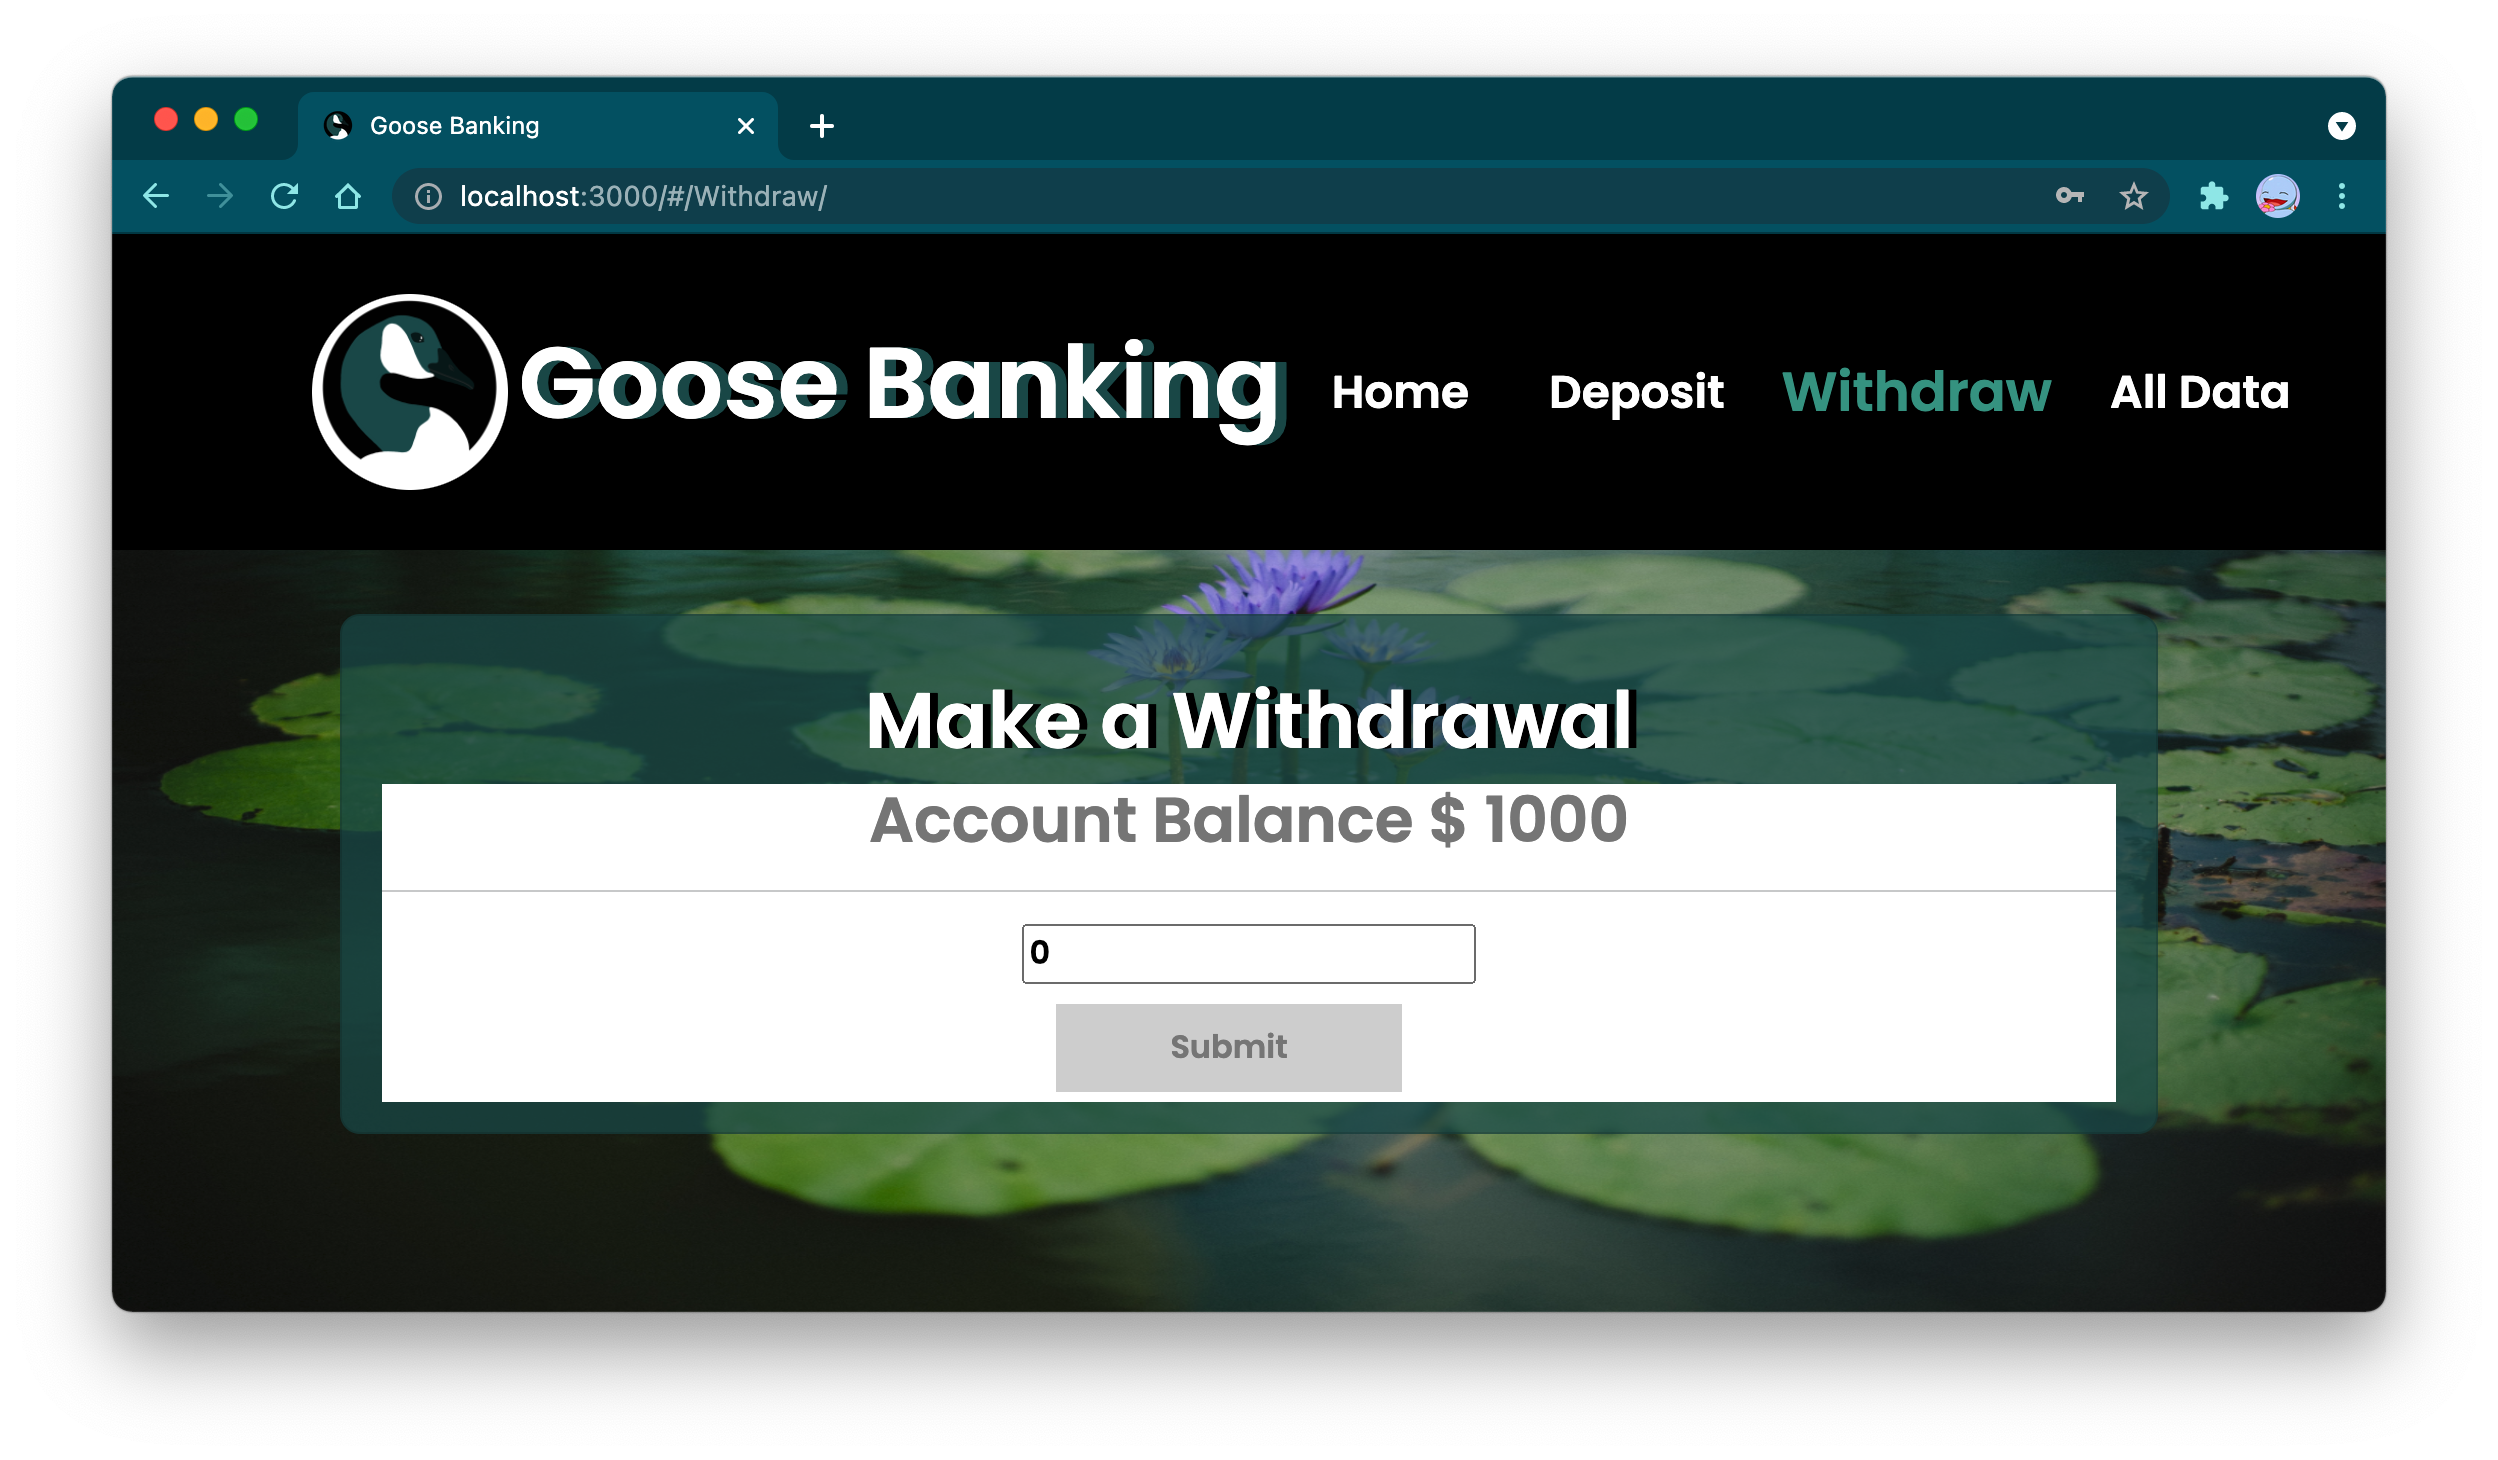 Goose Banking
localhost:3000/#/Withdraw/
Goose Banking
Home Deposit Withdraw All Data
Make a Withdrawal
Account Balance $ 1000
0
Submit